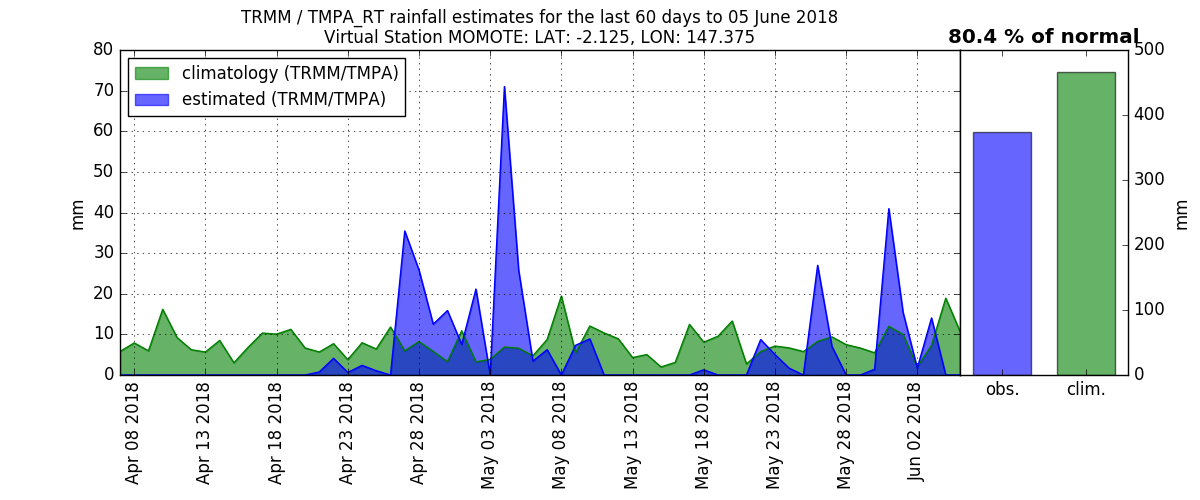 TRMM / TMPA_RT rainfall estimates for the last 60 days to 05 June 2018
Virtual Station MOMOTE: LAT: -2.125, LON: 147.375
80.4 % of normal
climatology (TRMM/TMPA)
estimated (TRMM/TMPA)
80
70
60
50
40
30
20
10
0
mm
Apr 08 2018
Apr 13 2018
Apr 18 2018
Apr 23 2018
Apr 28 2018
May 03 2018
May 08 2018
May 13 2018
May 18 2018
May 23 2018
May 28 2018
Jun 02 2018
obs.
clim.
500
400
300
200
100
0
mm